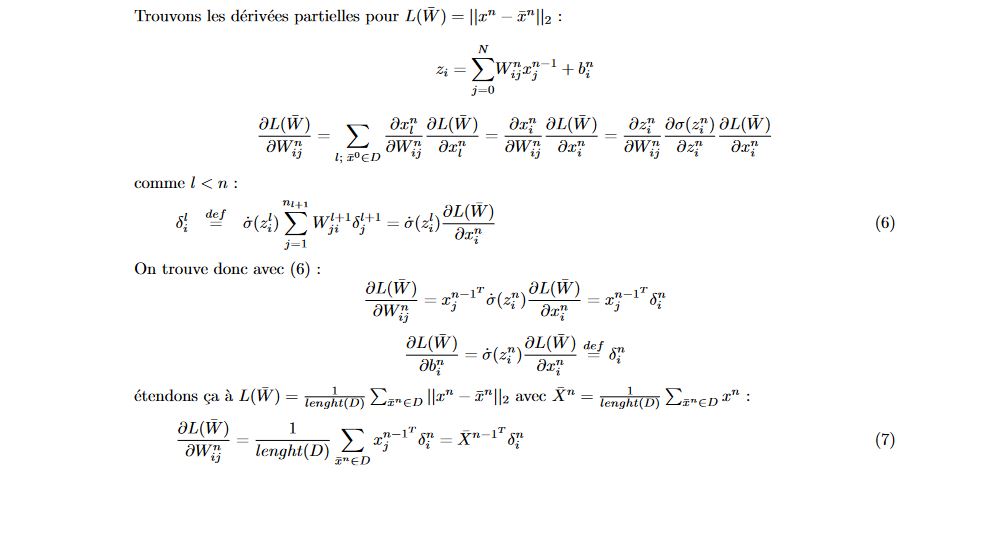 Trouvons les dérivées partielles pour $L(\bar{W}) = ||x^n - \bar{x}^n||_2$ :
$z_i = \sum_{j=0}^{N} W_{ij}^n x_j^{n-1} + b_i^n$
$\frac{\partial L(\bar{W})}{\partial W_{ij}^n} = \sum_{l;\, \bar{x}^0 \in D} \frac{\partial x_l^n}{\partial W_{ij}^n} \frac{\partial L(\bar{W})}{\partial x_l^n} = \frac{\partial x_i^n}{\partial W_{ij}^n} \frac{\partial L(\bar{W})}{\partial x_i^n} = \frac{\partial z_i^n}{\partial W_{ij}^n} \frac{\partial \sigma(z_i^n)}{\partial z_i^n} \frac{\partial L(\bar{W})}{\partial x_i^n}$
comme $l < n$ :
$\delta_i^l \stackrel{def}{=} \dot{\sigma}(z_i^l) \sum_{j=1}^{n_{l+1}} W_{ji}^{l+1} \delta_j^{l+1} = \dot{\sigma}(z_i^l) \frac{\partial L(\bar{W})}{\partial x_i^n}$ (6)
On trouve donc avec (6) :
$\frac{\partial L(\bar{W})}{\partial W_{ij}^n} = x_j^{n-1^T} \dot{\sigma}(z_i^n) \frac{\partial L(\bar{W})}{\partial x_i^n} = x_j^{n-1^T} \delta_i^n$
$\frac{\partial L(\bar{W})}{\partial b_i^n} = \dot{\sigma}(z_i^n) \frac{\partial L(\bar{W})}{\partial x_i^n} \stackrel{def}{=} \delta_i^n$
étendons ça à $L(\bar{W}) = \frac{1}{lenght(D)} \sum_{\bar{x}^n \in D} ||x^n - \bar{x}^n||_2$ avec $\bar{X}^n = \frac{1}{lenght(D)} \sum_{\bar{x}^n \in D} x^n$ :
$\frac{\partial L(\bar{W})}{\partial W_{ij}^n} = \frac{1}{lenght(D)} \sum_{\bar{x}^n \in D} x_j^{n-1^T} \delta_i^n = \bar{X}^{n-1^T} \delta_i^n$ (7)